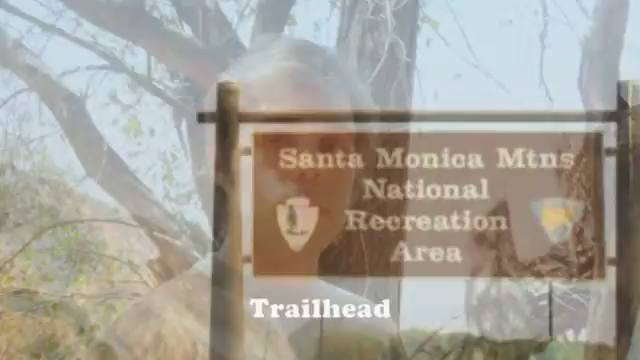 Santa Monica Mtns
National
Recreation
Area
Trailhead